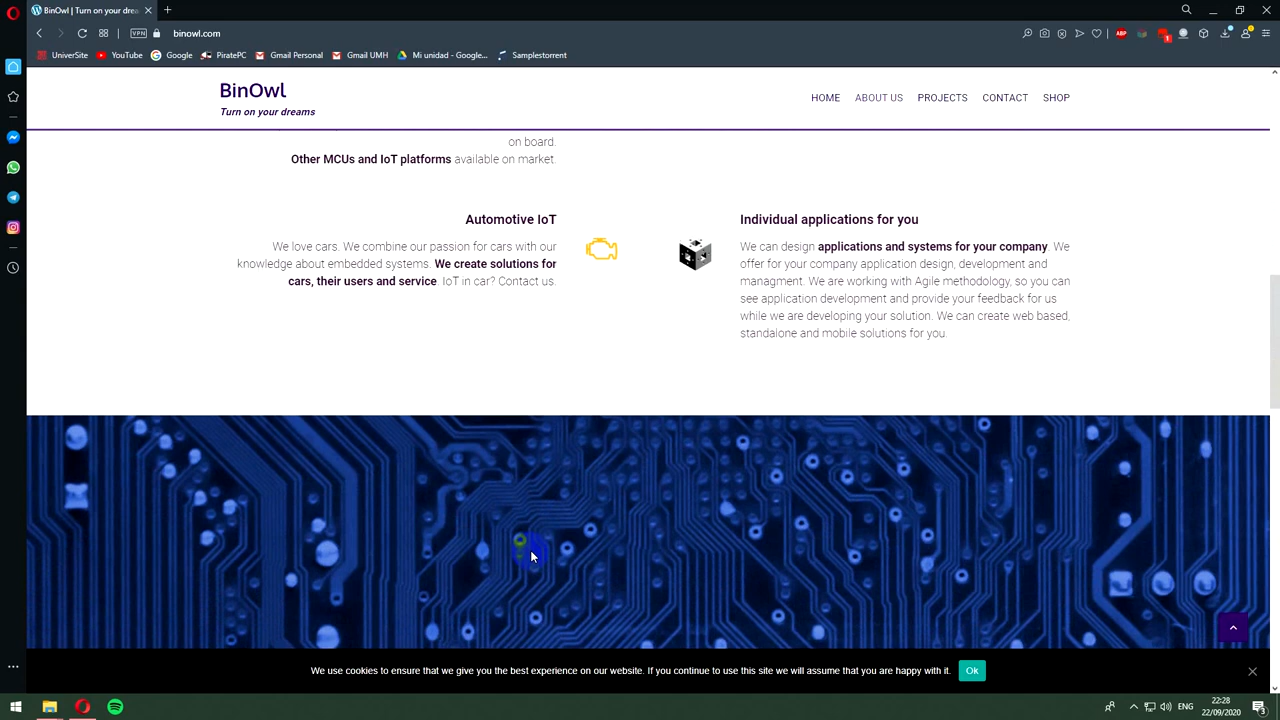 BinOwl | Turn on your drea
VPN
binowl.com
ABP
1
UniverSite YouTube Google PiratePC Gmail Personal Gmail UMH Mi unidad - Google... Samplestorrent
BinOwl
Turn on your dreams
HOME ABOUT US PROJECTS CONTACT SHOP
on board.
Other MCUs and IoT platforms available on market.
Automotive IoT
We love cars. We combine our passion for cars with our
knowledge about embedded systems. We create solutions for
cars, their users and service. IoT in car? Contact us.
Individual applications for you
We can design applications and systems for your company. We
offer for your company application design, development and
managment. We are working with Agile methodology, so you can
see application development and provide your feedback for us
while we are developing your solution. We can create web based,
standalone and mobile solutions for you.
We use cookies to ensure that we give you the best experience on our website. If you continue to use this site we will assume that you are happy with it. Ok
ENG
22:28
22/09/2020
3